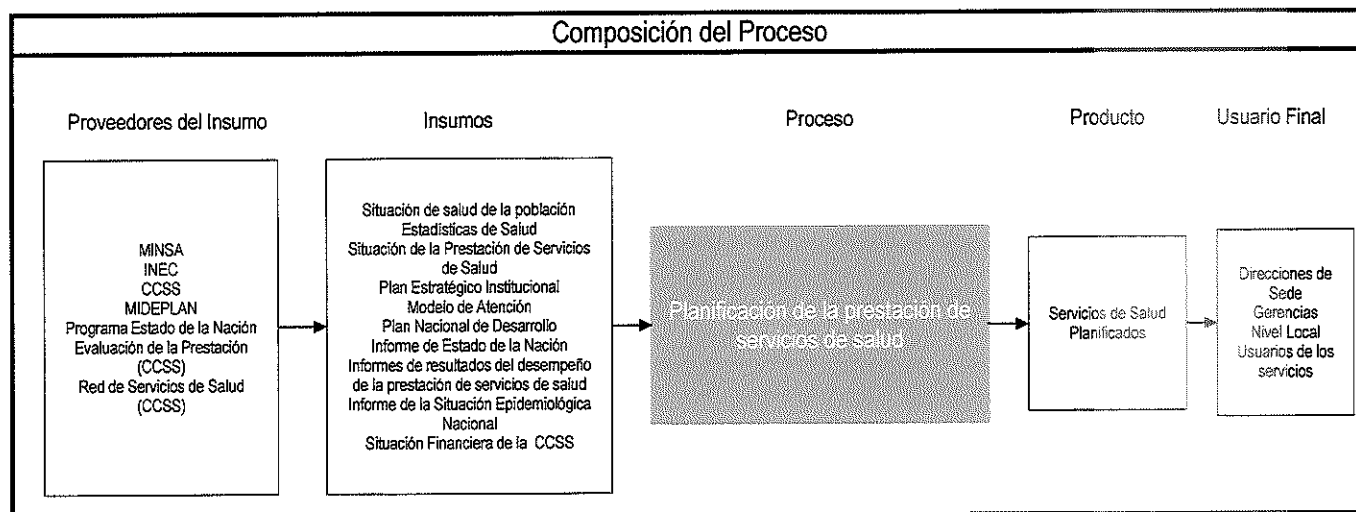 Composición del Proceso
Proveedores del Insumo
Insumos
Proceso
Producto
Usuario Final
MINSA
INEC
CCSS
MIDEPLAN
Programa Estado de la Nación
Evaluación de la Prestación
(CCSS)
Red de Servicios de Salud
(CCSS)
Situación de salud de la población
Estadísticas de Salud
Situación de la Prestación de Servicios
de Salud
Plan Estratégico Institucional
Modelo de Atención
Plan Nacional de Desarrollo
Informe de Estado de la Nación
Informes de resultados del desempeño
de la prestación de servicios de salud
Informe de la Situación Epidemiológica
Nacional
Situación Financiera de la CCSS
Planificación de la prestación de
servicios de salud
Servicios de Salud
Planificados
Direcciones de
Sede
Gerencias
Nivel Local
Usuarios de los
servicios